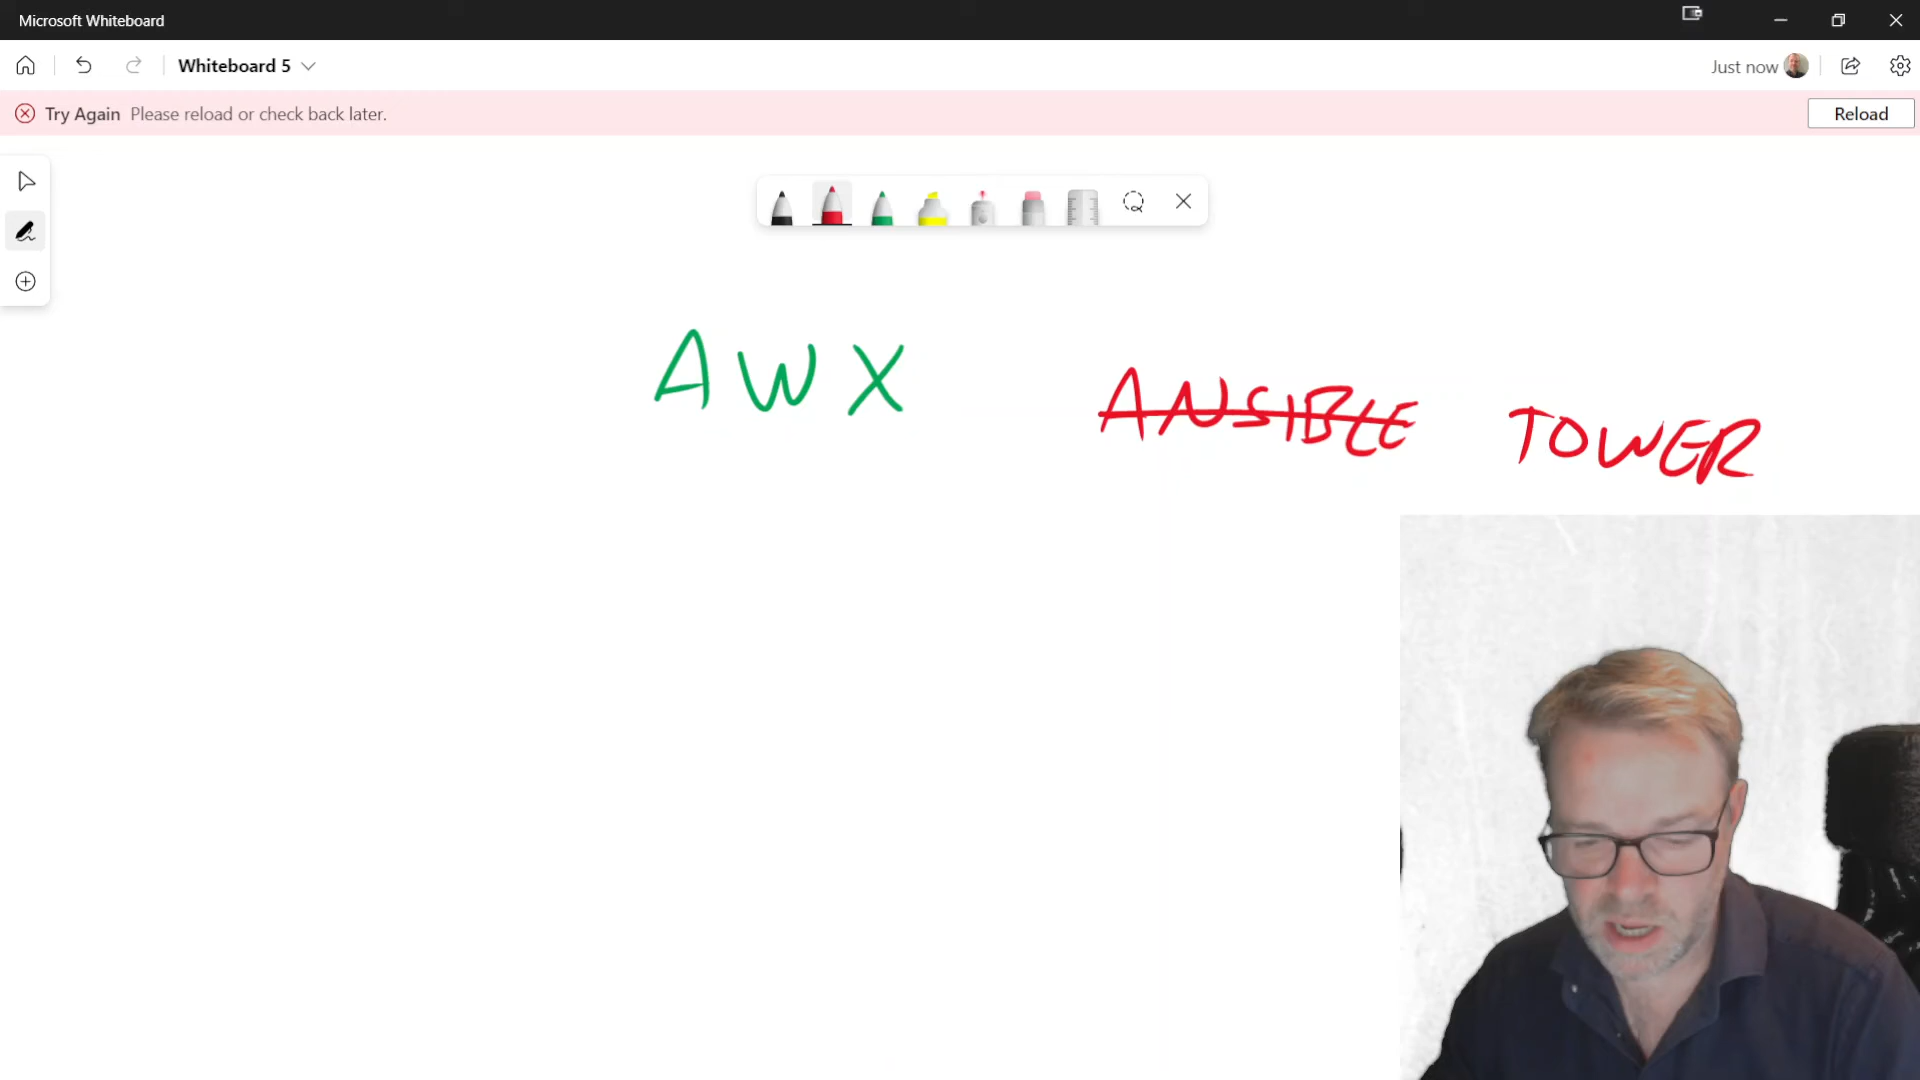 Microsoft Whiteboard
Whiteboard 5
Just now
Try Again Please reload or check back later.
Reload
AWX
ANSIBLE TOWER